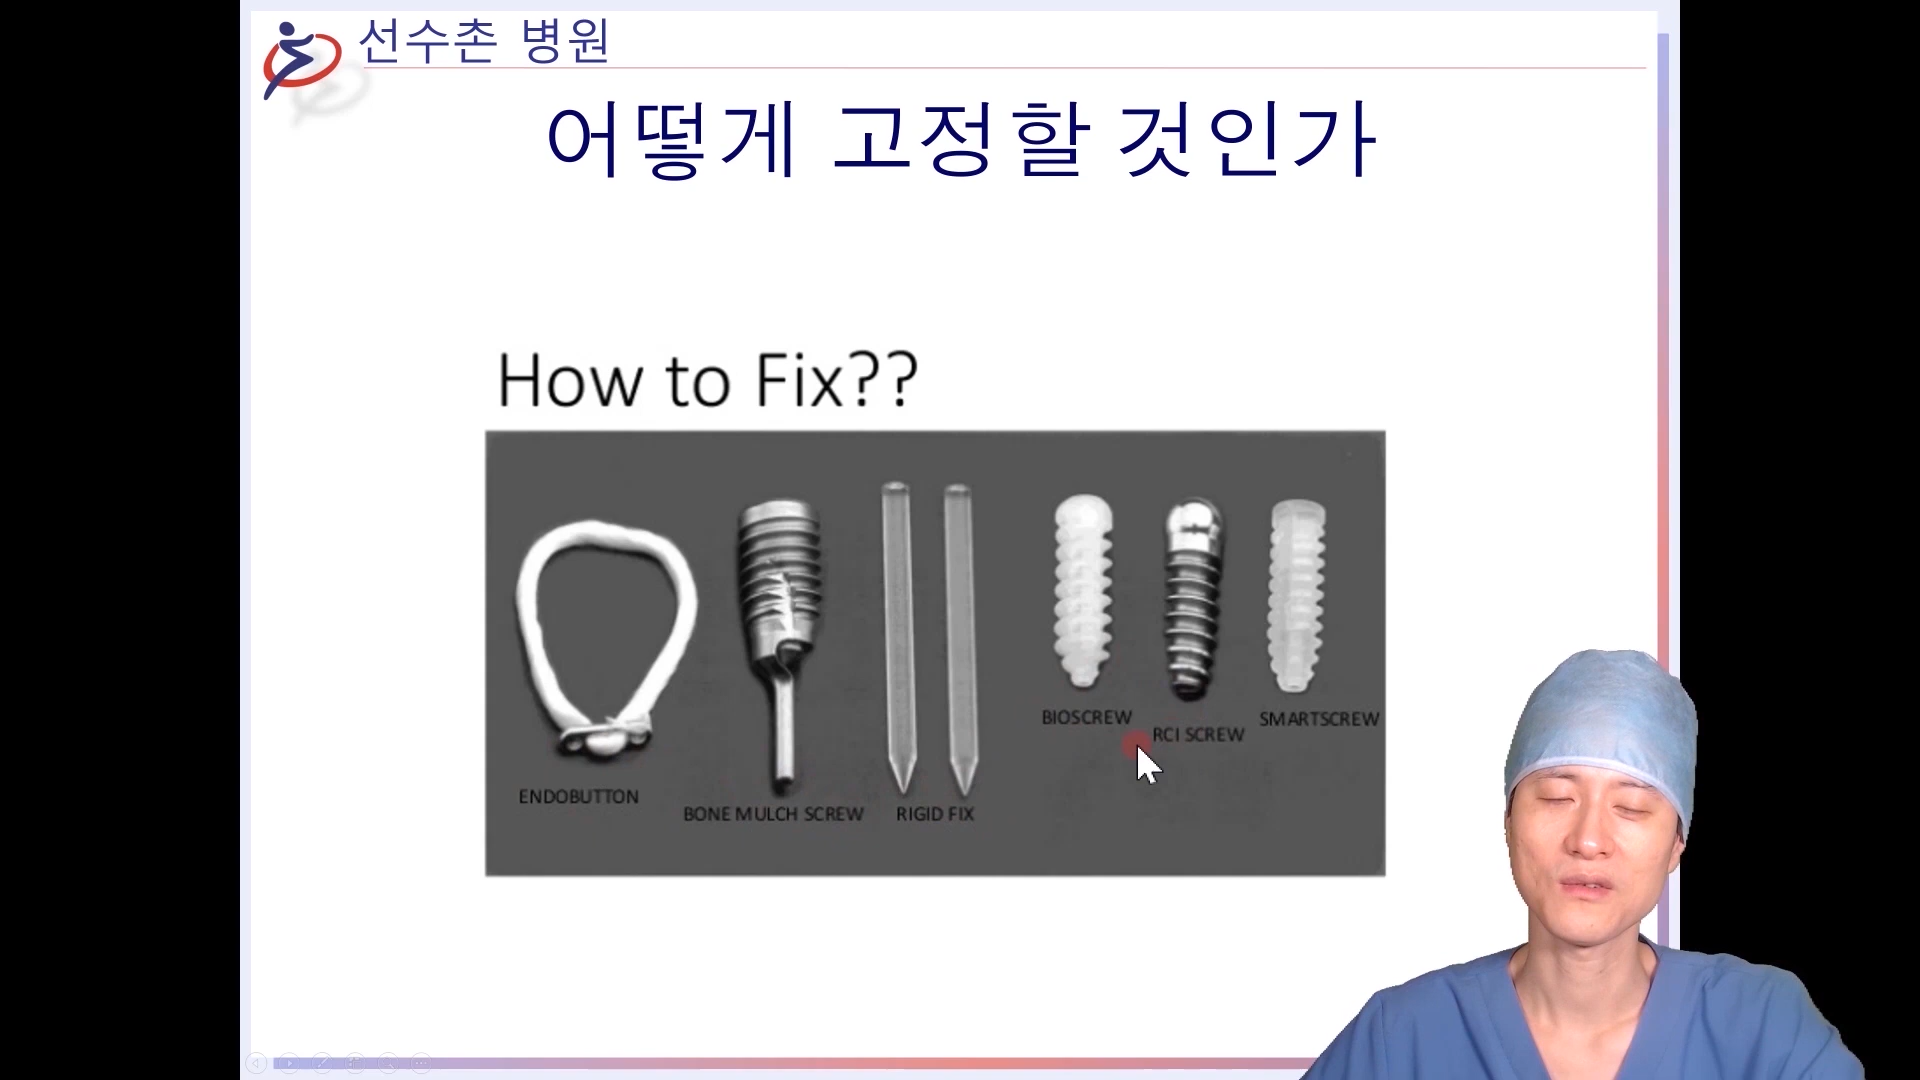 선수촌 병원
어떻게 고정할 것인가
How to Fix??
ENDOBUTTON
BONE MULCH SCREW
RIGID FIX
BIOSCREW
RCI SCREW
SMARTSCREW